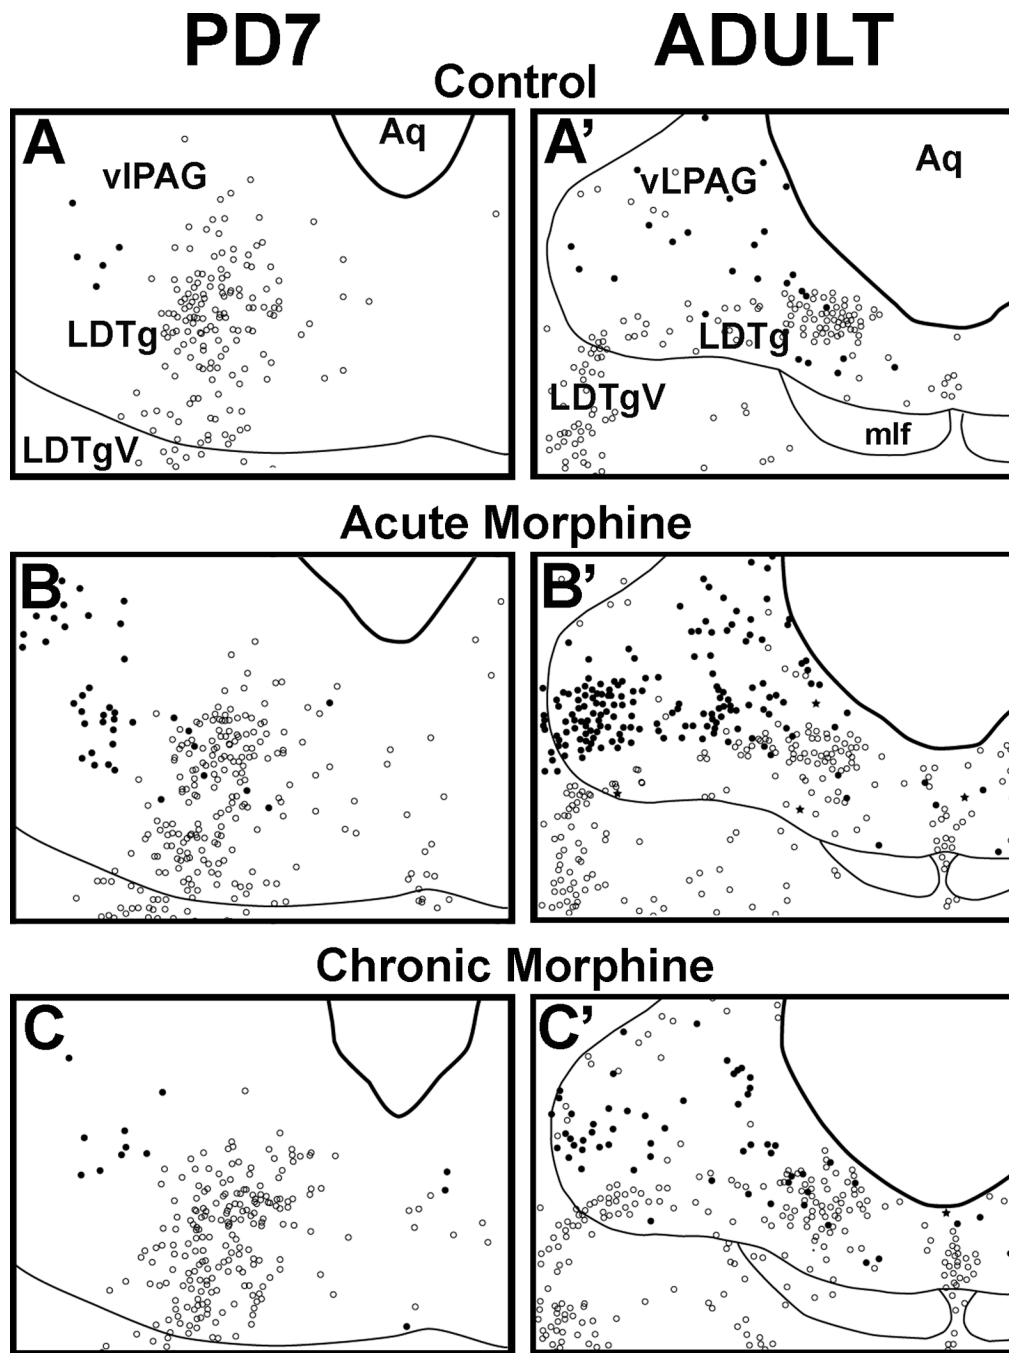 PD7 ADULT
Control
A Aq A’ Aq
vlPAG vLPAG
LDTg LDTg
LDTgV LDTgV
mlf
Acute Morphine
B B’
Chronic Morphine
C C’